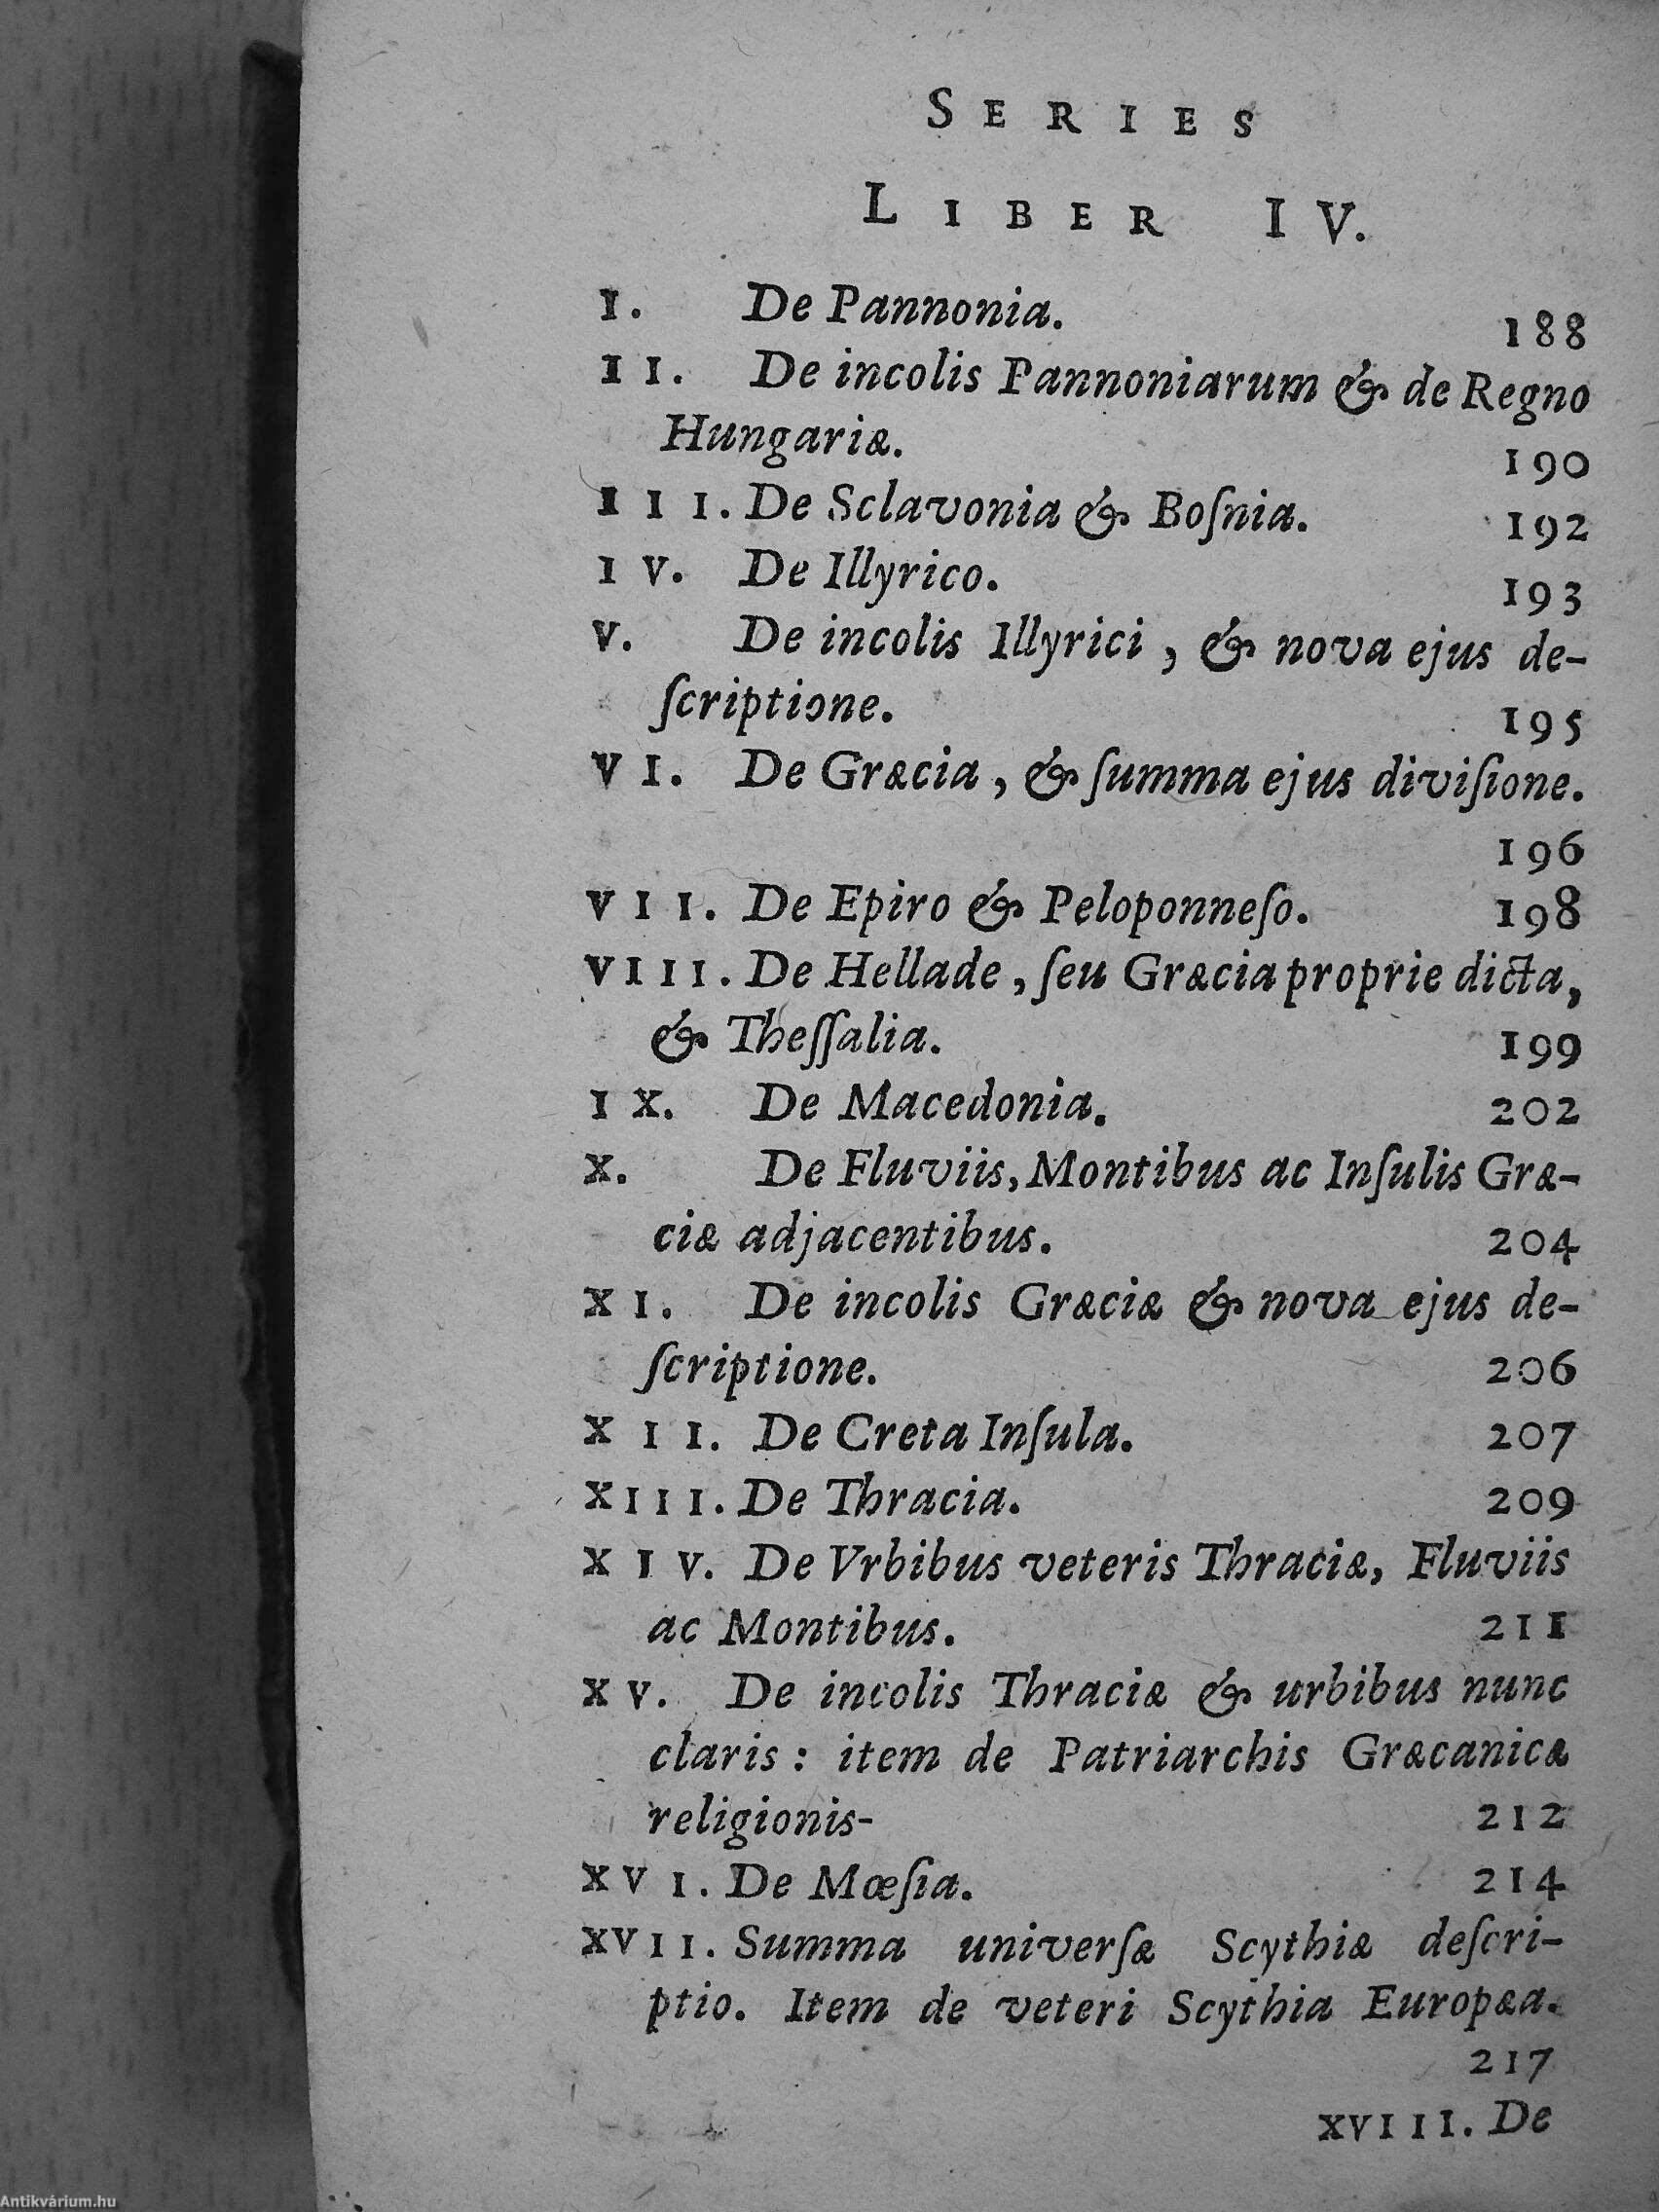 SERIES
LIBER IV.
I. De Pannonia. 188
II. De incolis Pannoniarum & de Regno
Hungariæ. 190
III. De Sclavonia & Boſnia. 192
IV. De Illyrico. 193
V. De incolis Illyrici, & nova ejus de-
ſcriptione. 195
VI. De Græcia, & ſumma ejus diviſione.
196
VII. De Epiro & Peloponneſo. 198
VIII. De Hellade, ſeu Græcia proprie dicta,
& Theſſalia. 199
IX. De Macedonia. 202
X. De Fluviis, Montibus ac Inſulis Græ-
ciæ adjacentibus. 204
XI. De incolis Græciæ & nova ejus de-
ſcriptione. 206
XII. De Creta Inſula. 207
XIII. De Thracia. 209
XIV. De Vrbibus veteris Thraciæ, Fluviis
ac Montibus. 211
XV. De incolis Thraciæ & urbibus nunc
claris: item de Patriarchis Græcanicæ
religionis- 212
XVI. De Mœſia. 214
XVII. Summa univerſæ Scythiæ deſcri-
ptio. Item de veteri Scythia Europæa.
217
XVIII. De
Antikvárium.hu